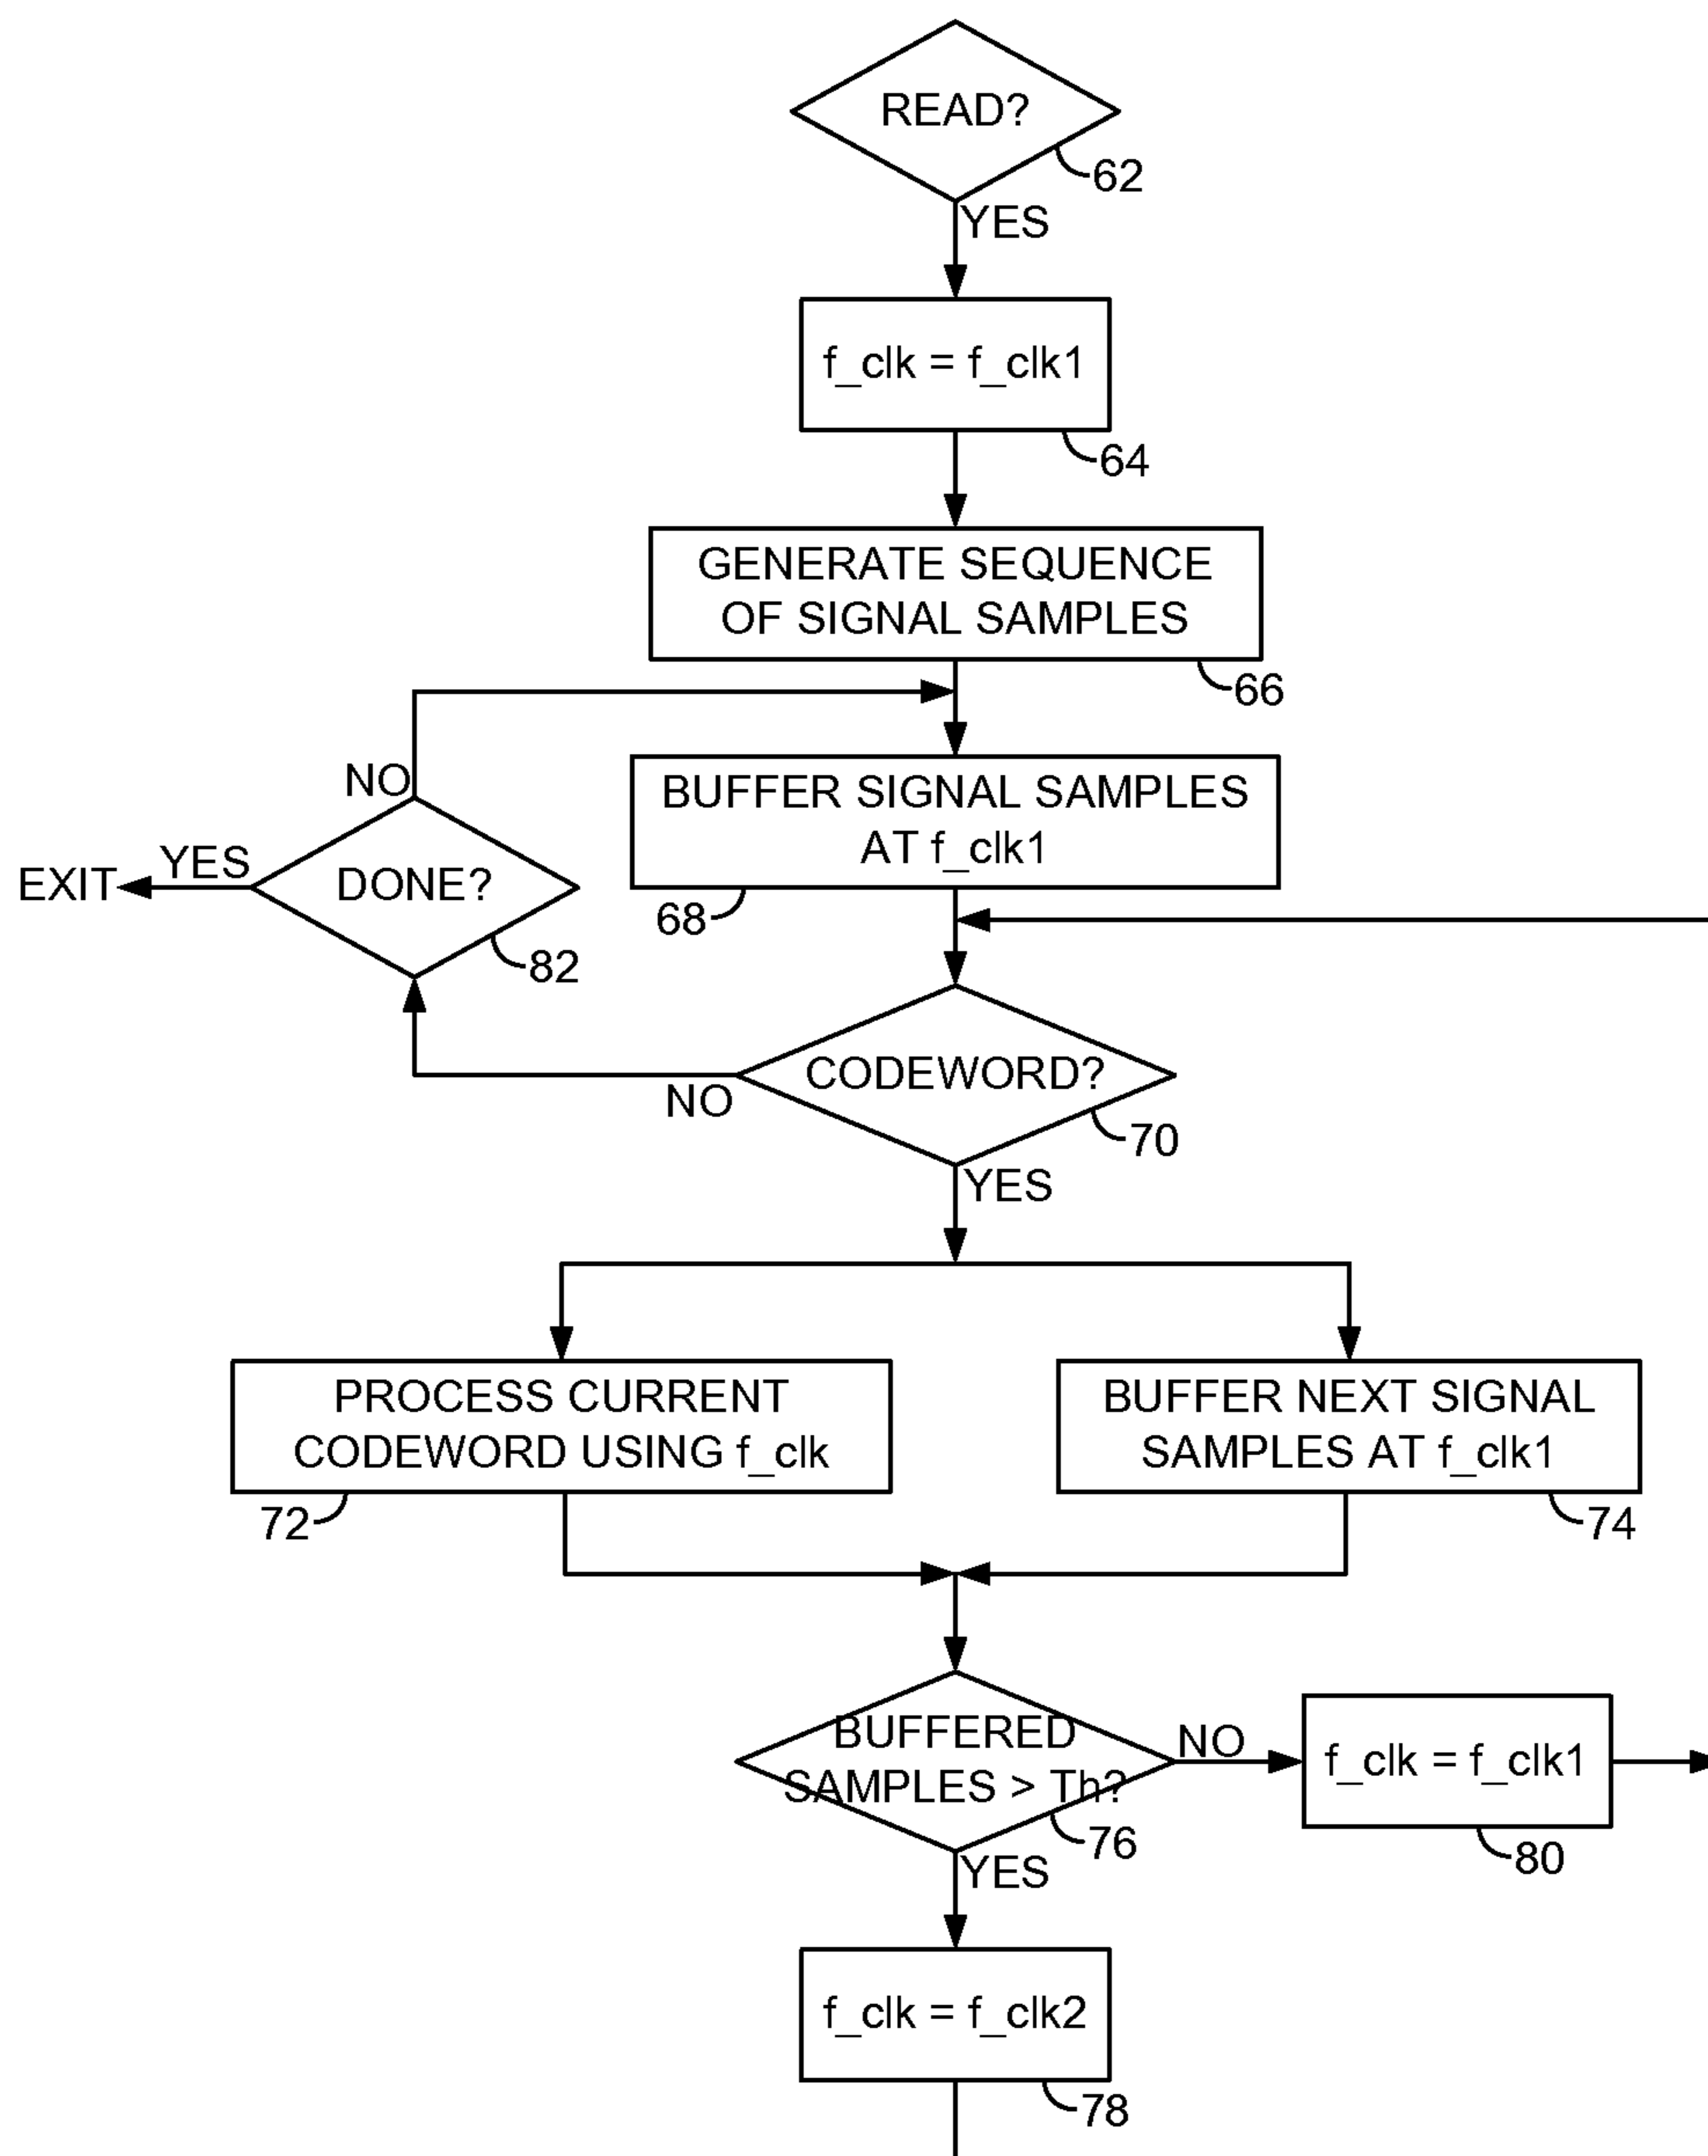 READ?
62
YES
f_clk = f_clk1
64
GENERATE SEQUENCE
OF SIGNAL SAMPLES
66
NO
BUFFER SIGNAL SAMPLES
AT f_clk1
68
EXIT
YES
DONE?
82
CODEWORD?
NO
70
YES
PROCESS CURRENT
CODEWORD USING f_clk
72
BUFFER NEXT SIGNAL
SAMPLES AT f_clk1
74
BUFFERED
SAMPLES > Th?
76
NO
f_clk = f_clk1
80
YES
f_clk = f_clk2
78